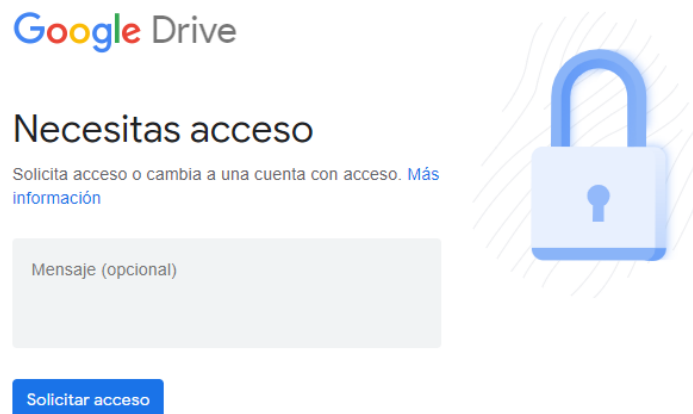 Google Drive
Necesitas acceso
Solicita acceso o cambia a una cuenta con acceso. Más
información
Mensaje (opcional)
Solicitar acceso